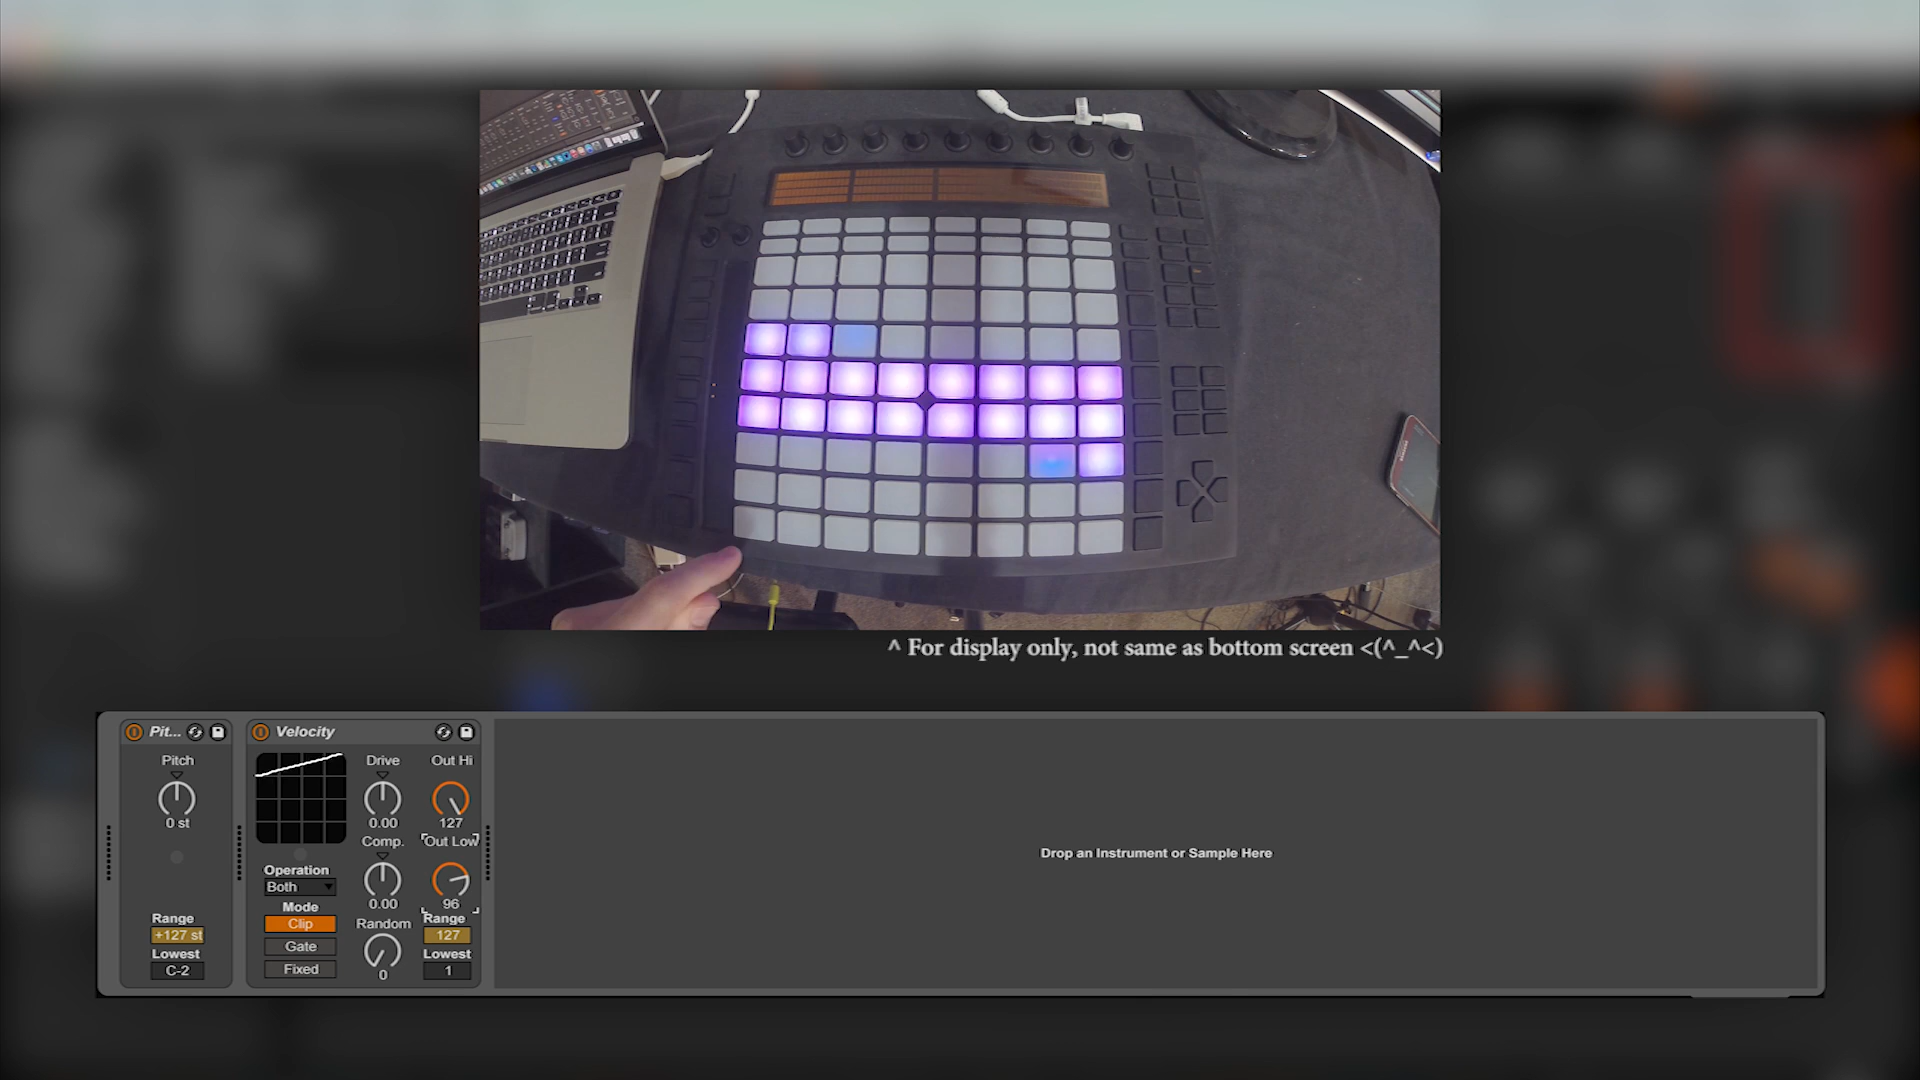 ^ For display only, not same as bottom screen <(^_^<)
Pit...
Velocity
Pitch
0 st
Range
+127 st
Lowest
C-2
Operation
Both
Mode
Clip
Gate
Fixed
Drive
0.00
Comp.
0.00
Random
0
Out Hi
127
Out Low
96
Range
127
Lowest
1
Drop an Instrument or Sample Here